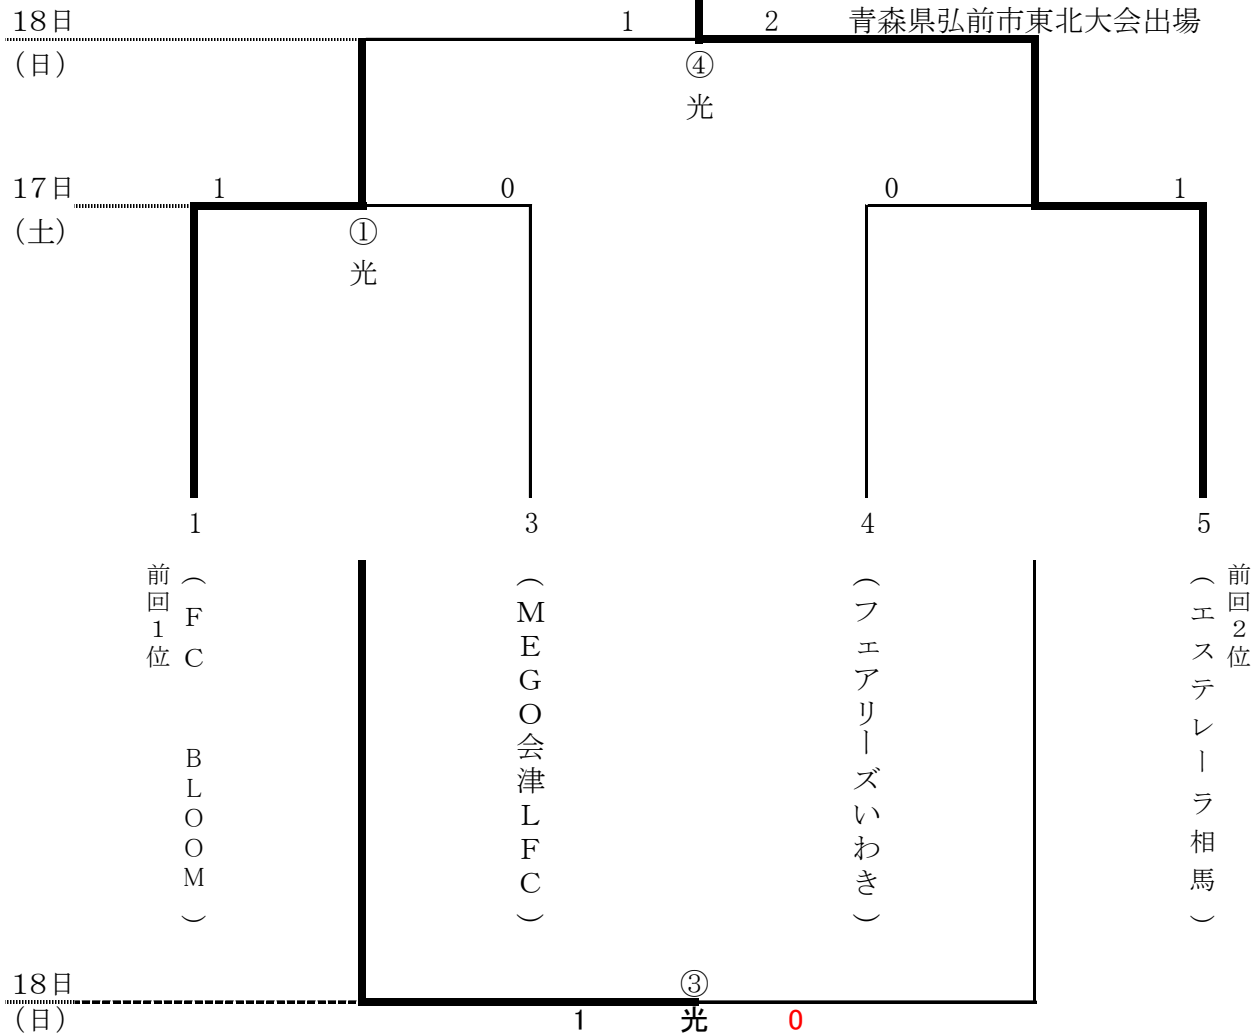 18日
1
2
青森県弘前市東北大会出場
(日)
④
光
17日
1
0
0
1
(土)
①
光
1
3
4
5
前回1位
(FC BLOOM)
(MEGO会津LFC)
(フェアリーズいわき)
(エステレーラ相馬)
前回2位
18日
③
(日)
1
光
0